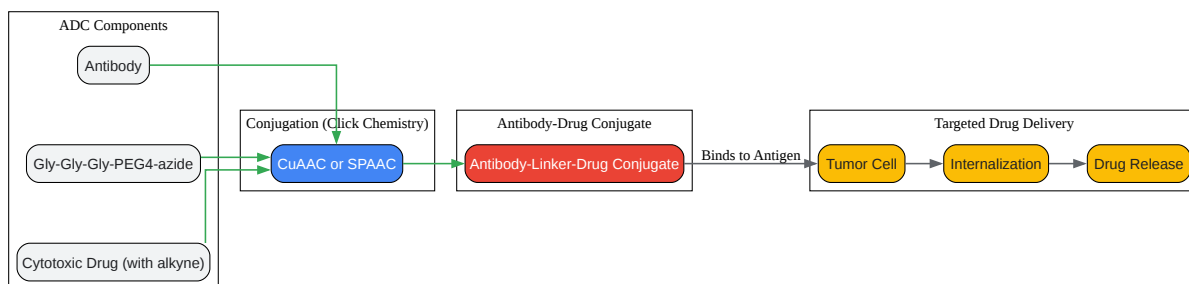 ADC Components
Antibody
Gly-Gly-Gly-PEG4-azide
Cytotoxic Drug (with alkyne)
Conjugation (Click Chemistry)
CuAAC or SPAAC
Antibody-Drug Conjugate
Antibody-Linker-Drug Conjugate
Binds to Antigen
Targeted Drug Delivery
Tumor Cell
Internalization
Drug Release